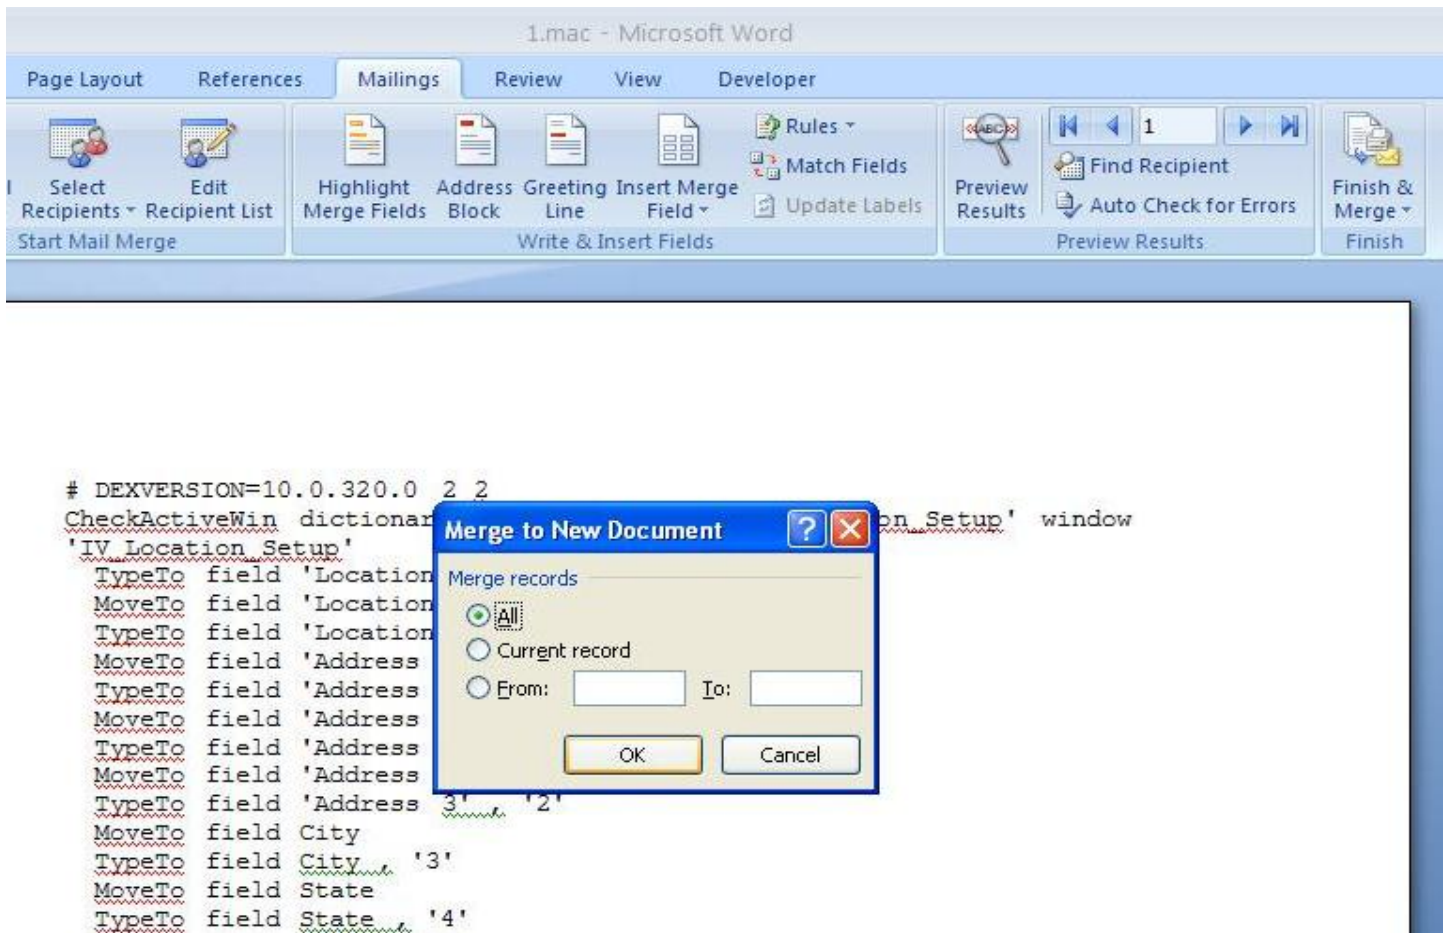 1.mac - Microsoft Word
Page Layout References Mailings Review View Developer
Select Recipients
Edit Recipient List
Highlight Merge Fields
Address Block
Greeting Line
Insert Merge Field
Rules
Match Fields
Update Labels
«ABC»
Preview Results
1
Find Recipient
Auto Check for Errors
Finish & Merge
Start Mail Merge
Write & Insert Fields
Preview Results
Finish
# DEXVERSION=10.0.320.0 2 2
CheckActiveWin dictionar on_Setup' window
'IV_Location_Setup'
TypeTo field 'Location
MoveTo field 'Location
TypeTo field 'Location
MoveTo field 'Address
TypeTo field 'Address
MoveTo field 'Address
TypeTo field 'Address
MoveTo field 'Address
TypeTo field 'Address 3' , '2'
MoveTo field City
TypeTo field City , '3'
MoveTo field State
TypeTo field State , '4'
Merge to New Document
?
Merge records
All
Current record
From: To:
OK Cancel